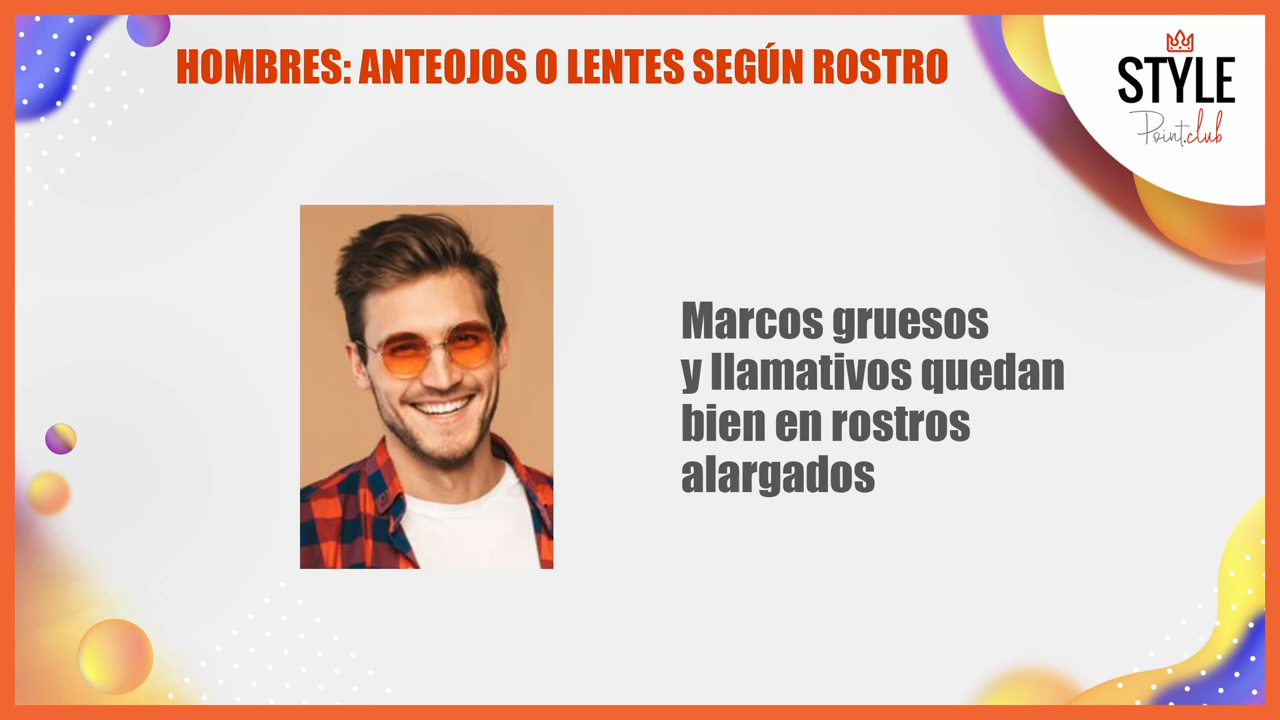 HOMBRES: ANTEOJOS O LENTES SEGÚN ROSTRO
STYLE
Point.club
Marcos gruesos
y llamativos quedan
bien en rostros
alargados